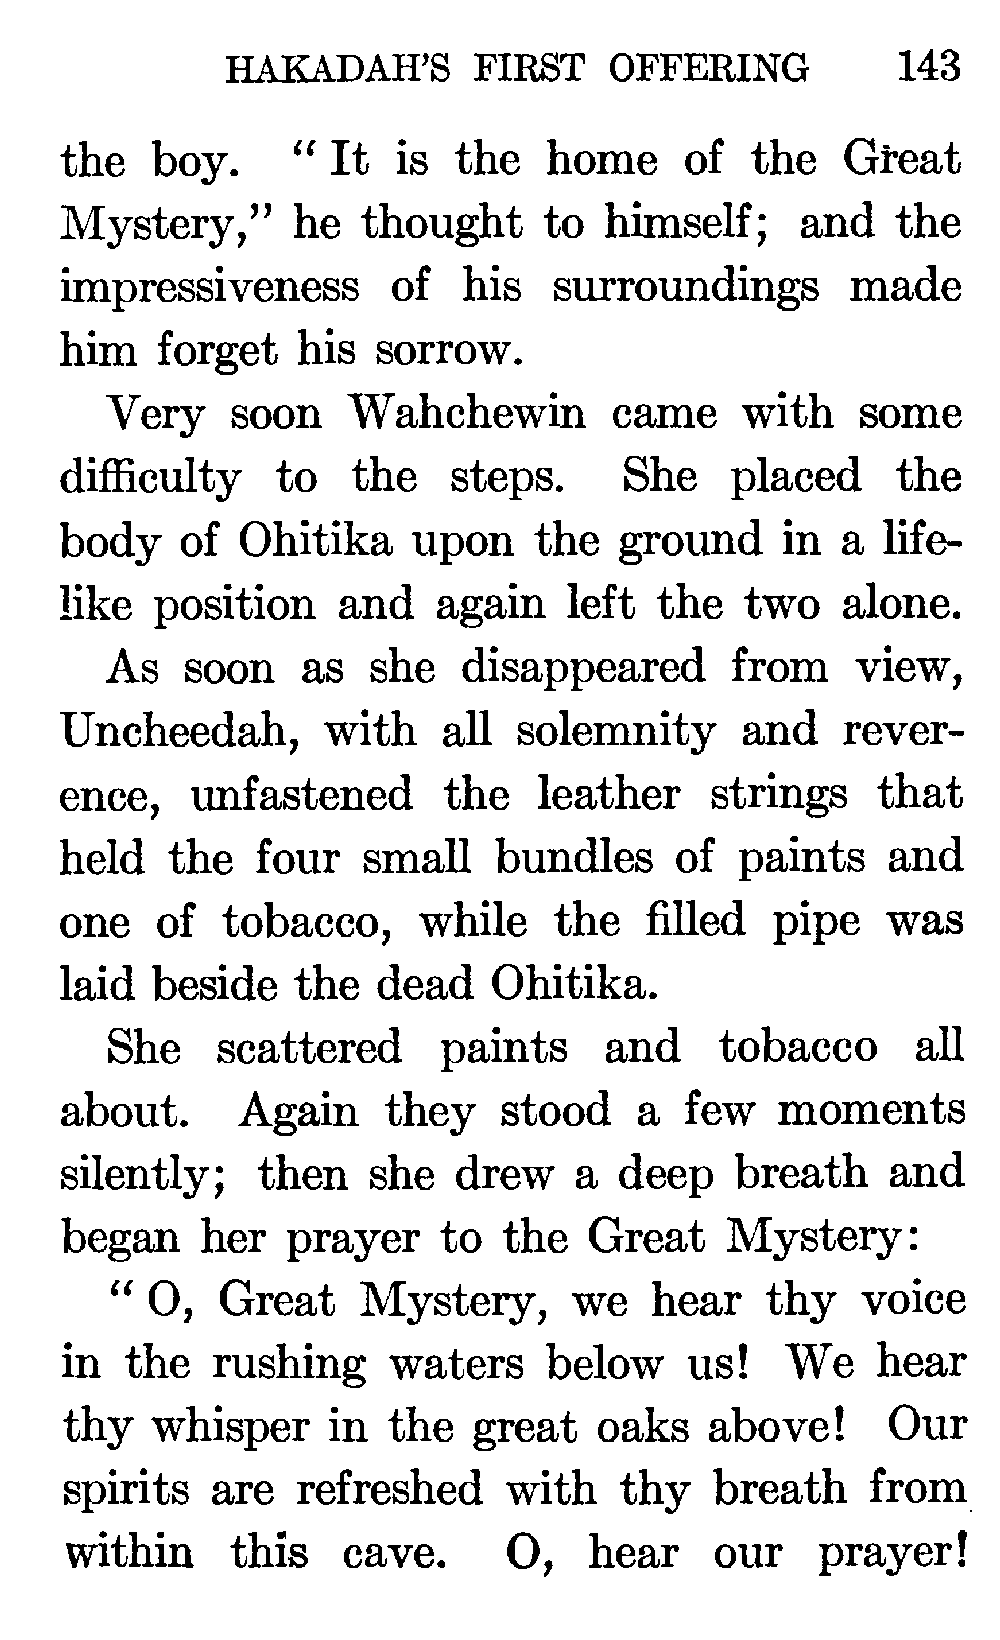 HAKADAH'S FIRST OFFERING 143
the boy. "It is the home of the Great
Mystery," he thought to himself; and the
impressiveness of his surroundings made
him forget his sorrow.
Very soon Wahchewin came with some
difficulty to the steps. She placed the
body of Ohitika upon the ground in a life-
like position and again left the two alone.
As soon as she disappeared from view,
Uncheedah, with all solemnity and rever-
ence, unfastened the leather strings that
held the four small bundles of paints and
one of tobacco, while the filled pipe was
laid beside the dead Ohitika.
She scattered paints and tobacco all
about. Again they stood a few moments
silently; then she drew a deep breath and
began her prayer to the Great Mystery:
"O, Great Mystery, we hear thy voice
in the rushing waters below us! We hear
thy whisper in the great oaks above! Our
spirits are refreshed with thy breath from
within this cave. O, hear our prayer!